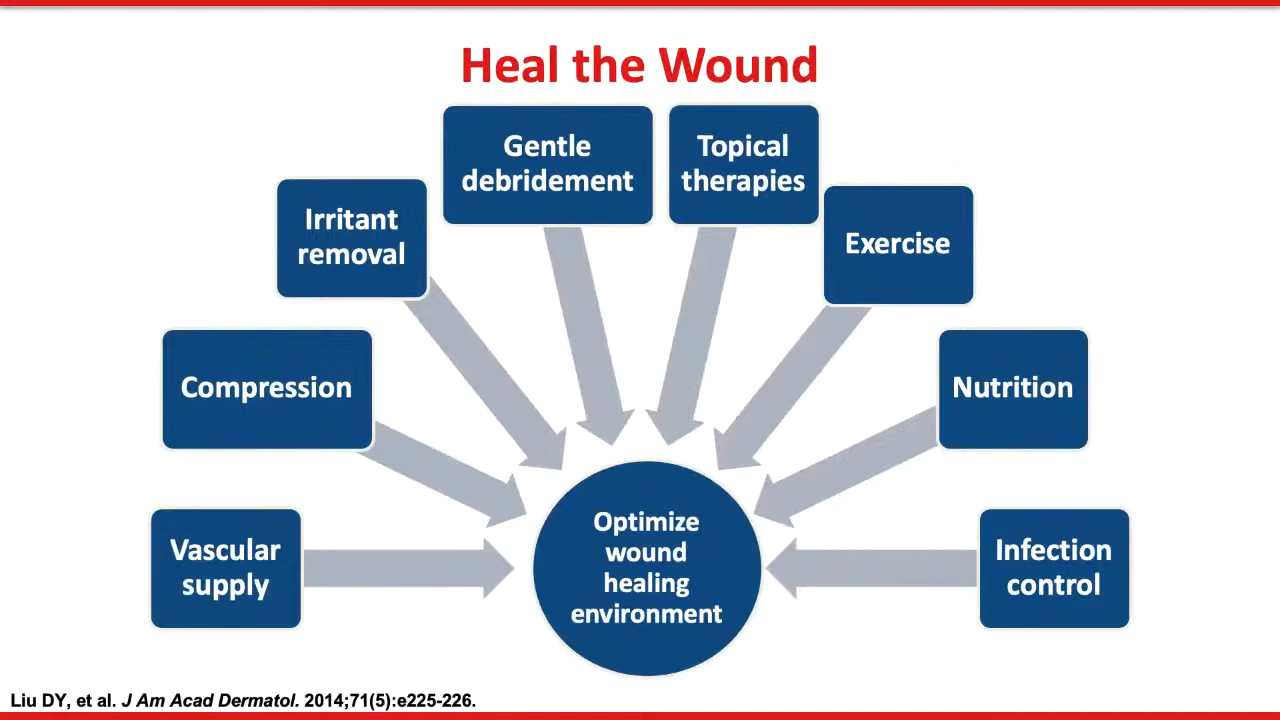 Heal the Wound
Gentle
debridement
Topical
therapies
Irritant
removal
Exercise
Compression
Nutrition
Vascular
supply
Optimize
wound
healing
environment
Infection
control
Liu DY, et al. J Am Acad Dermatol. 2014;71(5):e225-226.